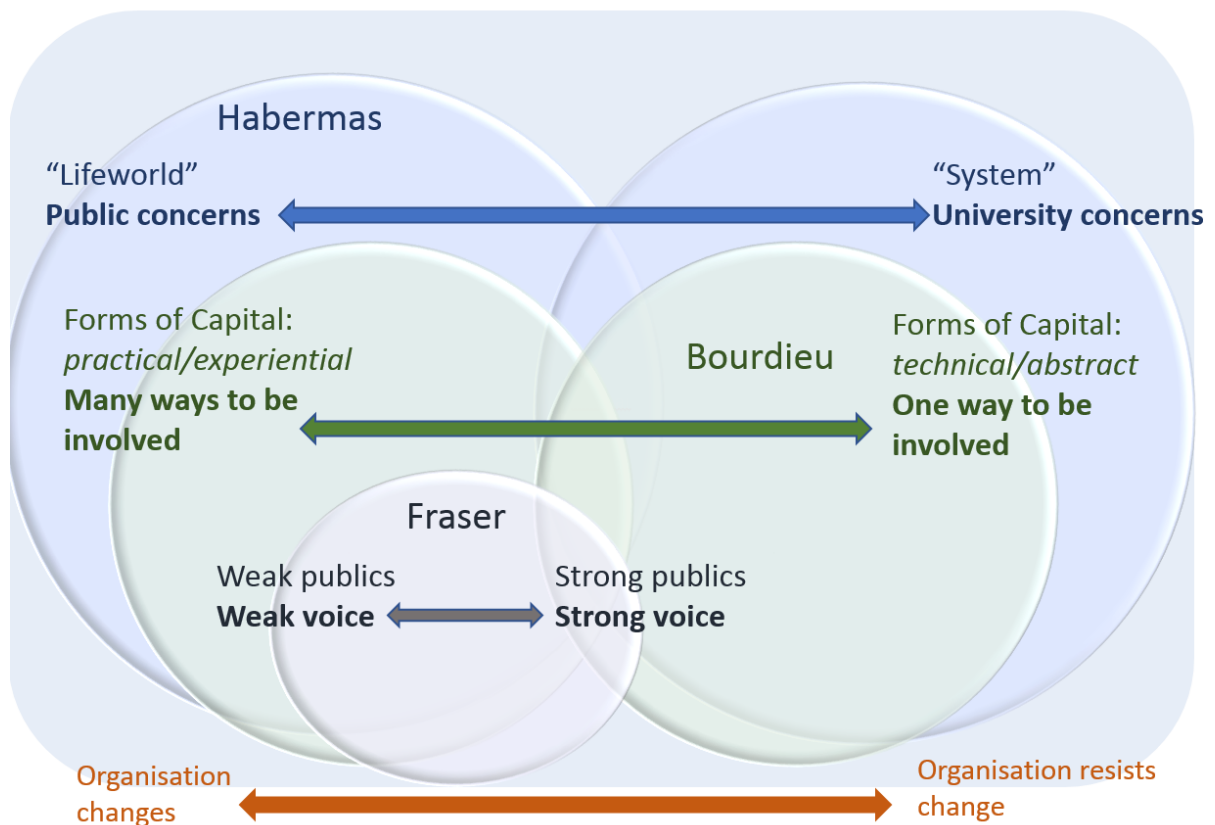 Habermas
“Lifeworld”
Public concerns
“System”
University concerns
Forms of Capital:
practical/experiential
Many ways to be
involved
Bourdieu
Forms of Capital:
technical/abstract
One way to be
involved
Fraser
Weak publics
Weak voice
Strong publics
Strong voice
Organisation
changes
Organisation resists
change